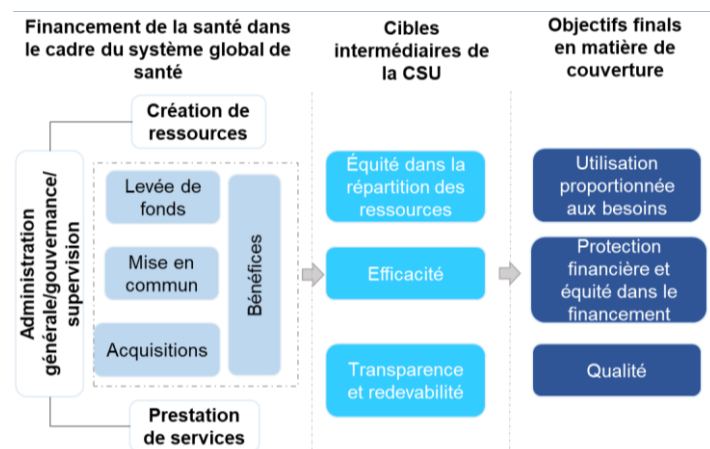 Financement de la santé dans
le cadre du système global de
santé
Cibles
intermédiaires de
la CSU
Objectifs finals
en matière de
couverture
Création de
ressources
Administration
générale/gouvernance/
supervision
Levée de
fonds
Mise en
commun
Acquisitions
Bénéfices
Prestation
de services
Équité dans la
répartition des
ressources
Efficacité
Transparence
et redevabilité
Utilisation
proportionnée
aux besoins
Protection
financière et
équité dans le
financement
Qualité